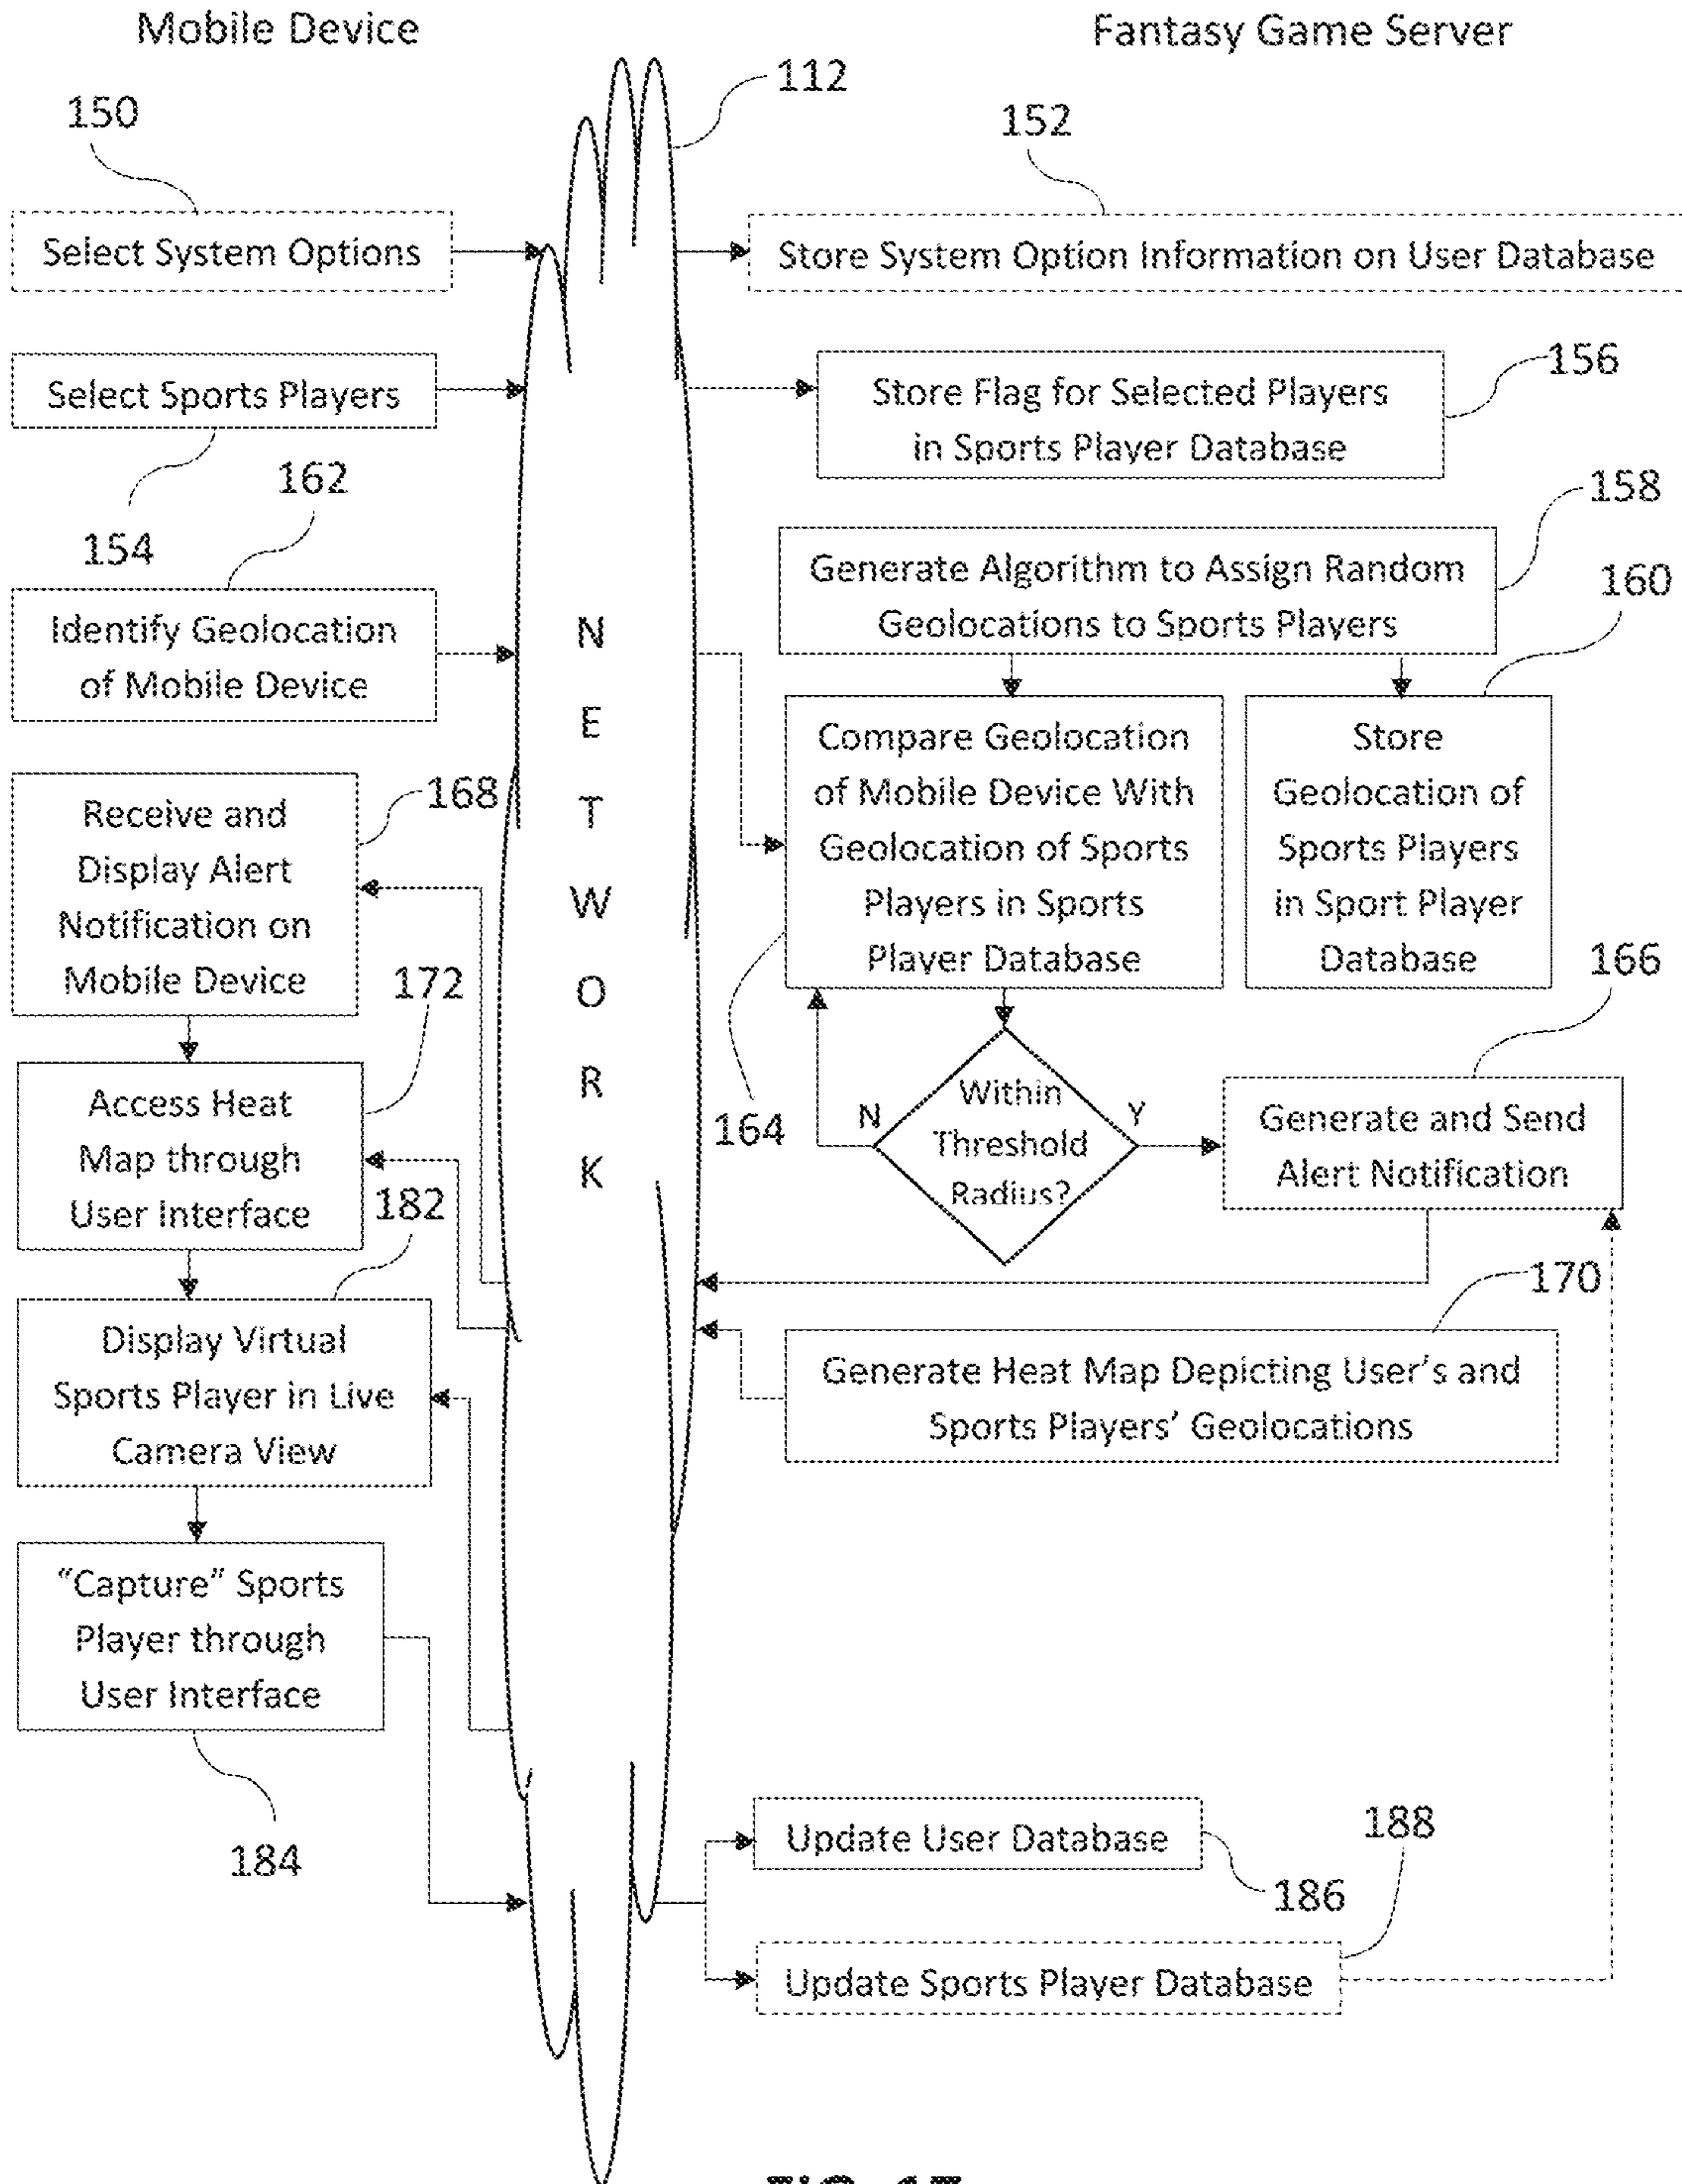 Mobile Device
Fantasy Game Server
112
150
152
Select System Options
Store System Option Information on User Database
156
Select Sports Players
Store Flag for Selected Players
in Sports Player Database
154
162
158
Generate Algorithm to Assign Random
Geolocations to Sports Players
160
Identify Geolocation
of Mobile Device
N
E
T
W
O
R
K
Compare Geolocation
of Mobile Device With
Geolocation of Sports
Players in Sports
Player Database
Store
Geolocation of
Sports Players
in Sport Player
Database
168
Receive and
Display Alert
Notification on
Mobile Device
164
166
172
Access Heat
Map through
User Interface
N
Within
Threshold
Radius?
Y
Generate and Send
Alert Notification
182
170
Display Virtual
Sports Player in Live
Camera View
Generate Heat Map Depicting User's and
Sports Players' Geolocations
“Capture” Sports
Player through
User Interface
184
Update User Database
186
188
Update Sports Player Database